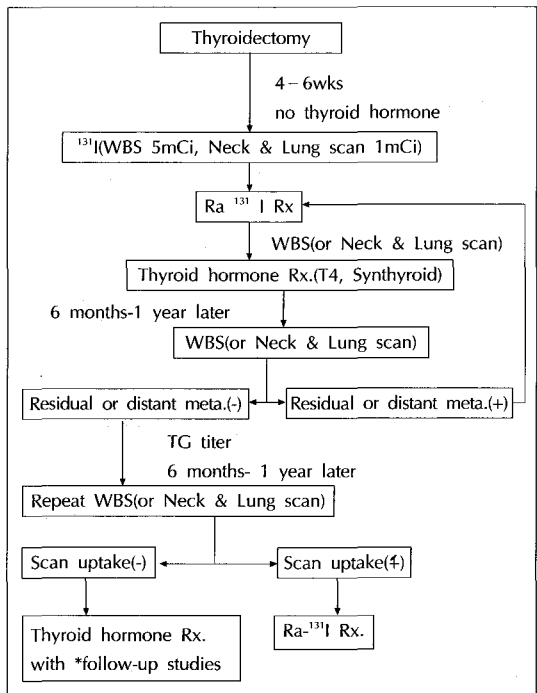 Thyroidectomy
4-6wks
no thyroid hormone
¹³¹I(WBS 5mCi, Neck & Lung scan 1mCi)
Ra ¹³¹ I Rx
WBS(or Neck & Lung scan)
Thyroid hormone Rx.(T4, Synthyroid)
6 months-1 year later
WBS(or Neck & Lung scan)
Residual or distant meta.(-)
Residual or distant meta.(+)
TG titer
6 months- 1 year later
Repeat WBS(or Neck & Lung scan)
Scan uptake(-)
Scan uptake(+)
Thyroid hormone Rx.
with *follow-up studies
Ra-¹³¹I Rx.